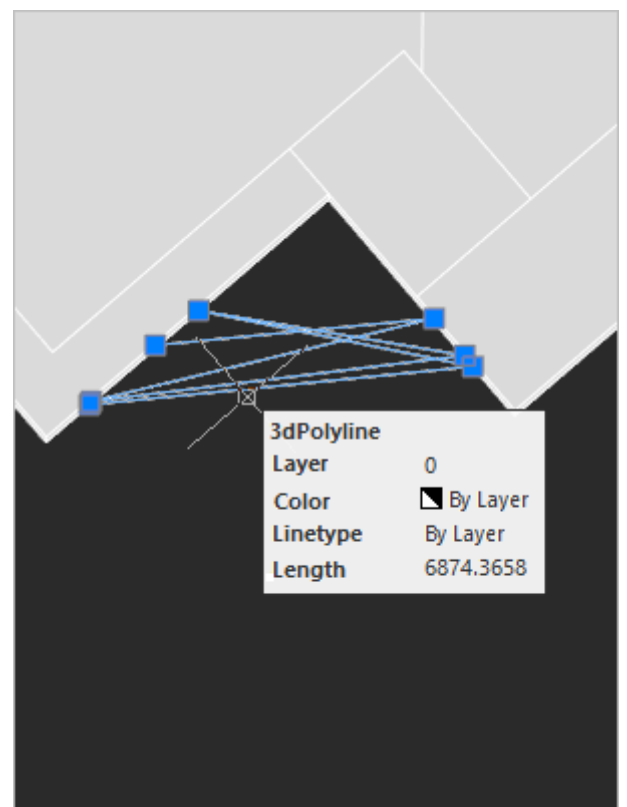 3dPolyline
Layer 0
Color By Layer
Linetype By Layer
Length 6874.3658